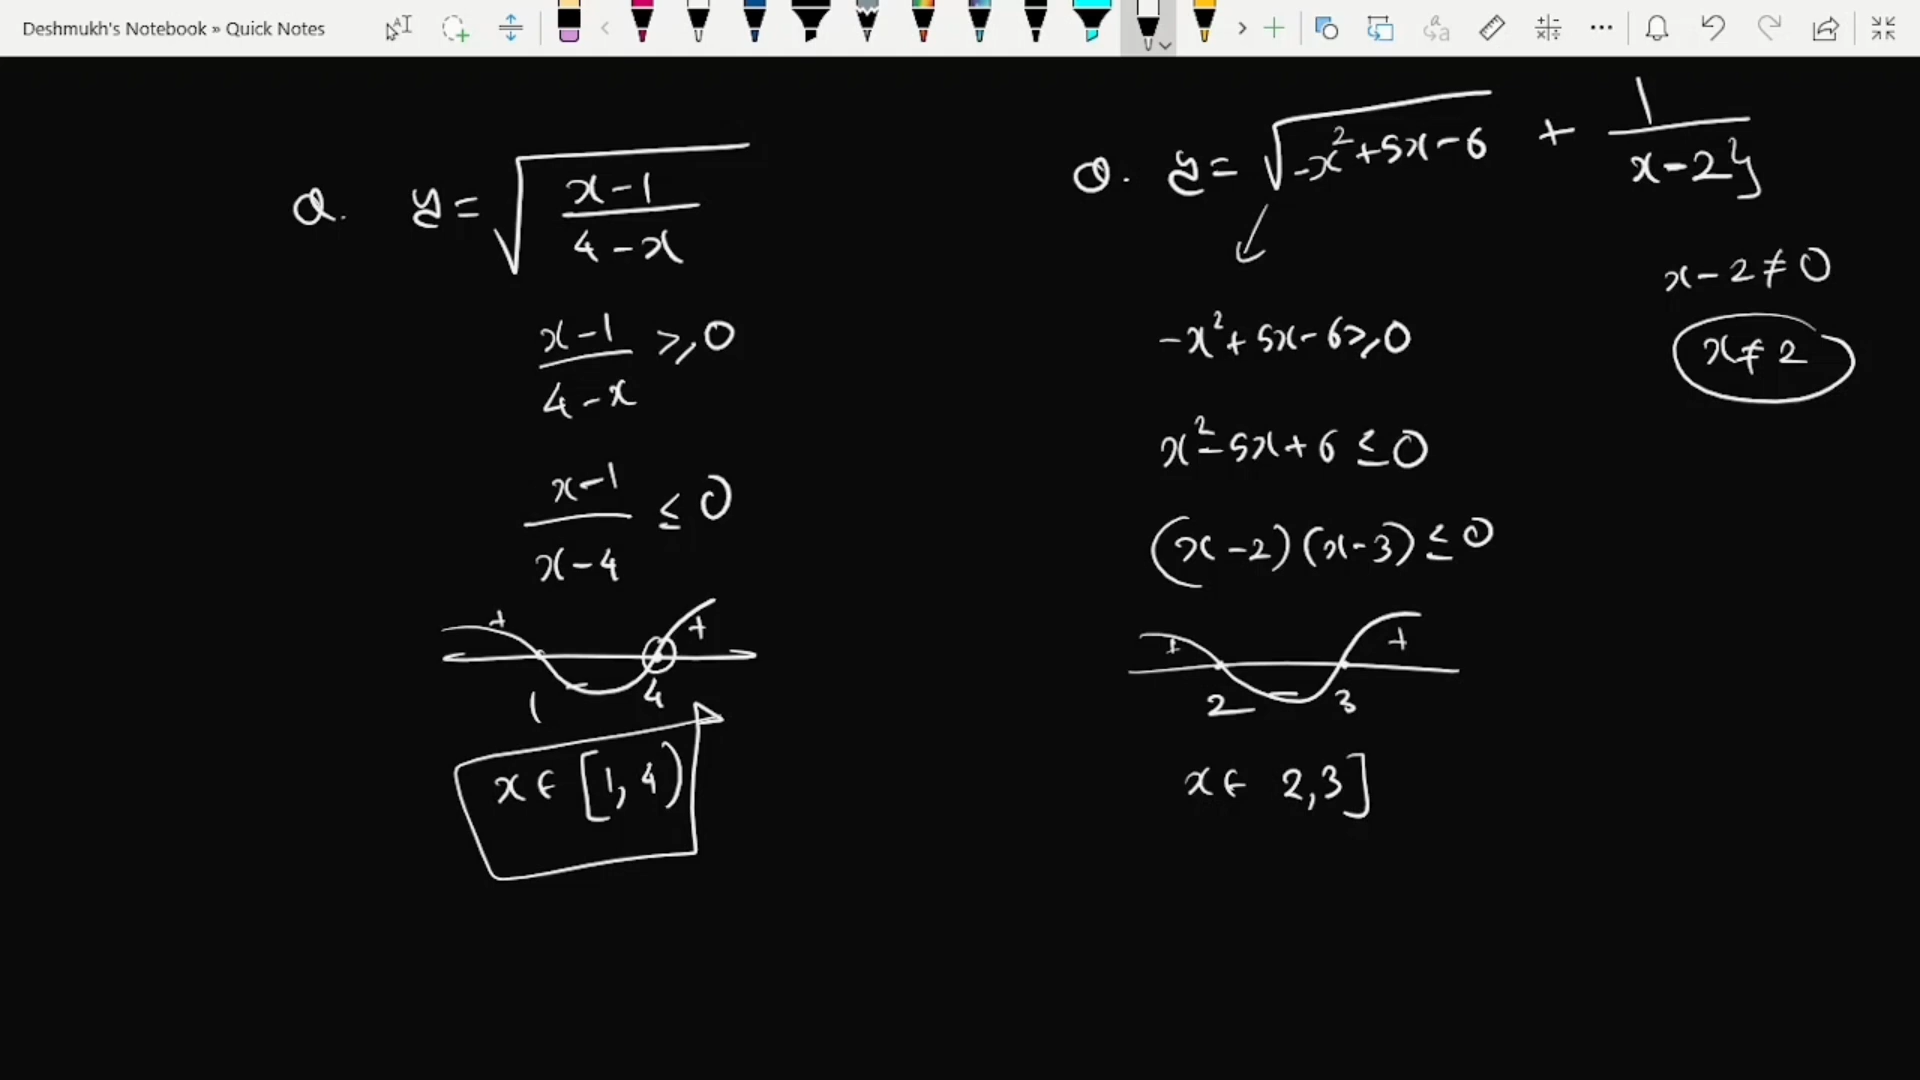 Deshmukh's Notebook » Quick Notes
Q. y = √((x-1)/(4-x))
(x-1)/(4-x) ≥ 0
(x-1)/(x-4) ≤ 0
+ - +
1 4
x ∈ [1, 4)
Q. y = √(-x²+5x-6) + 1/(x-2)}
x-2 ≠ 0
x ≠ 2
-x²+5x-6 ≥ 0
x²-5x+6 ≤ 0
(x-2)(x-3) ≤ 0
+ - +
2 3
x ∈ 2,3]